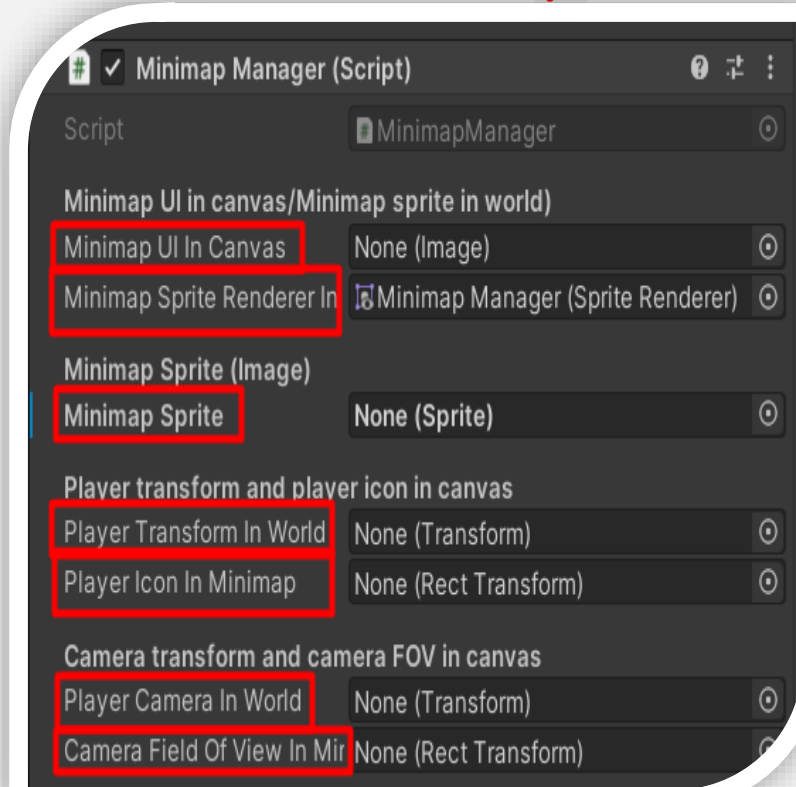 # Minimap Manager (Script)
Script # MinimapManager
Minimap UI in canvas/Minimap sprite in world)
Minimap UI In Canvas None (Image)
Minimap Sprite Renderer In Minimap Manager (Sprite Renderer)
Minimap Sprite (Image)
Minimap Sprite None (Sprite)
Player transform and player icon in canvas
Player Transform In World None (Transform)
Player Icon In Minimap None (Rect Transform)
Camera transform and camera FOV in canvas
Player Camera In World None (Transform)
Camera Field Of View In Mir None (Rect Transform)